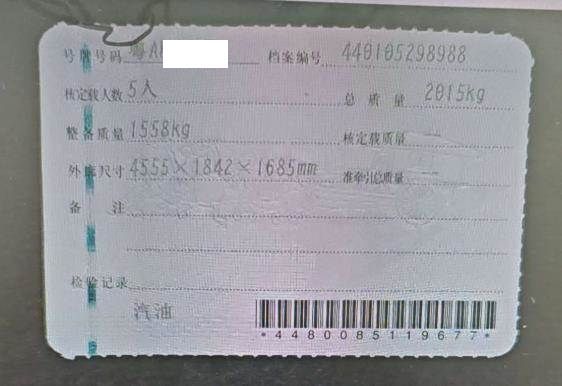 号牌号码 粤A 档案编号 440105298988
核定载人数 5人 总质量 2015kg
整备质量 1558kg 核定载质量 --
外廓尺寸 4555×1842×1685mm 准牵引总质量 --
备注
检验记录
汽油
*4480085119677*